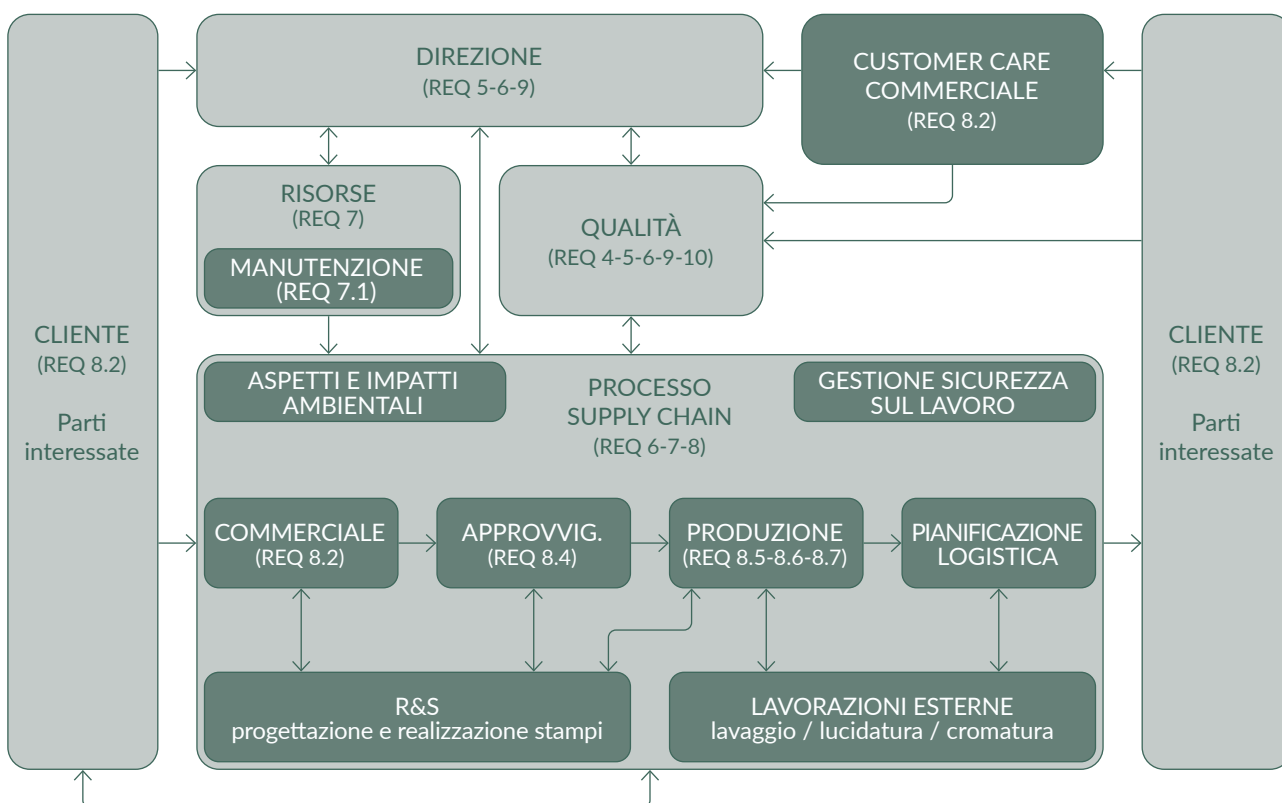 DIREZIONE
(REQ 5-6-9)
CUSTOMER CARE
COMMERCIALE
(REQ 8.2)
RISORSE
(REQ 7)
MANUTENZIONE
(REQ 7.1)
QUALITÀ
(REQ 4-5-6-9-10)
CLIENTE
(REQ 8.2)
Parti
interessate
CLIENTE
(REQ 8.2)
Parti
interessate
ASPETTI E IMPATTI
AMBIENTALI
PROCESSO
SUPPLY CHAIN
(REQ 6-7-8)
GESTIONE SICUREZZA
SUL LAVORO
COMMERCIALE
(REQ 8.2)
APPROVVIG.
(REQ 8.4)
PRODUZIONE
(REQ 8.5-8.6-8.7)
PIANIFICAZIONE
LOGISTICA
R&S
progettazione e realizzazione stampi
LAVORAZIONI ESTERNE
lavaggio / lucidatura / cromatura